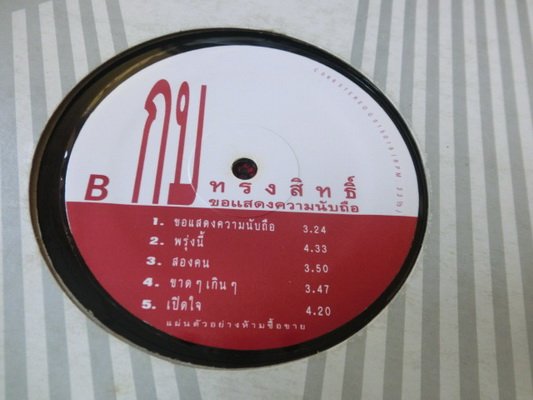 กบ
B
ทรงสิทธิ์
ขอแสดงความนับถือ
1. ขอแสดงความนับถือ 3.24
2. พรุ่งนี้ 4.33
3. สองคน 3.50
4. ขาด ๆ เกิน ๆ 3.47
5. เปิดใจ 4.20
แผ่นตัวอย่างห้ามซื้อขาย